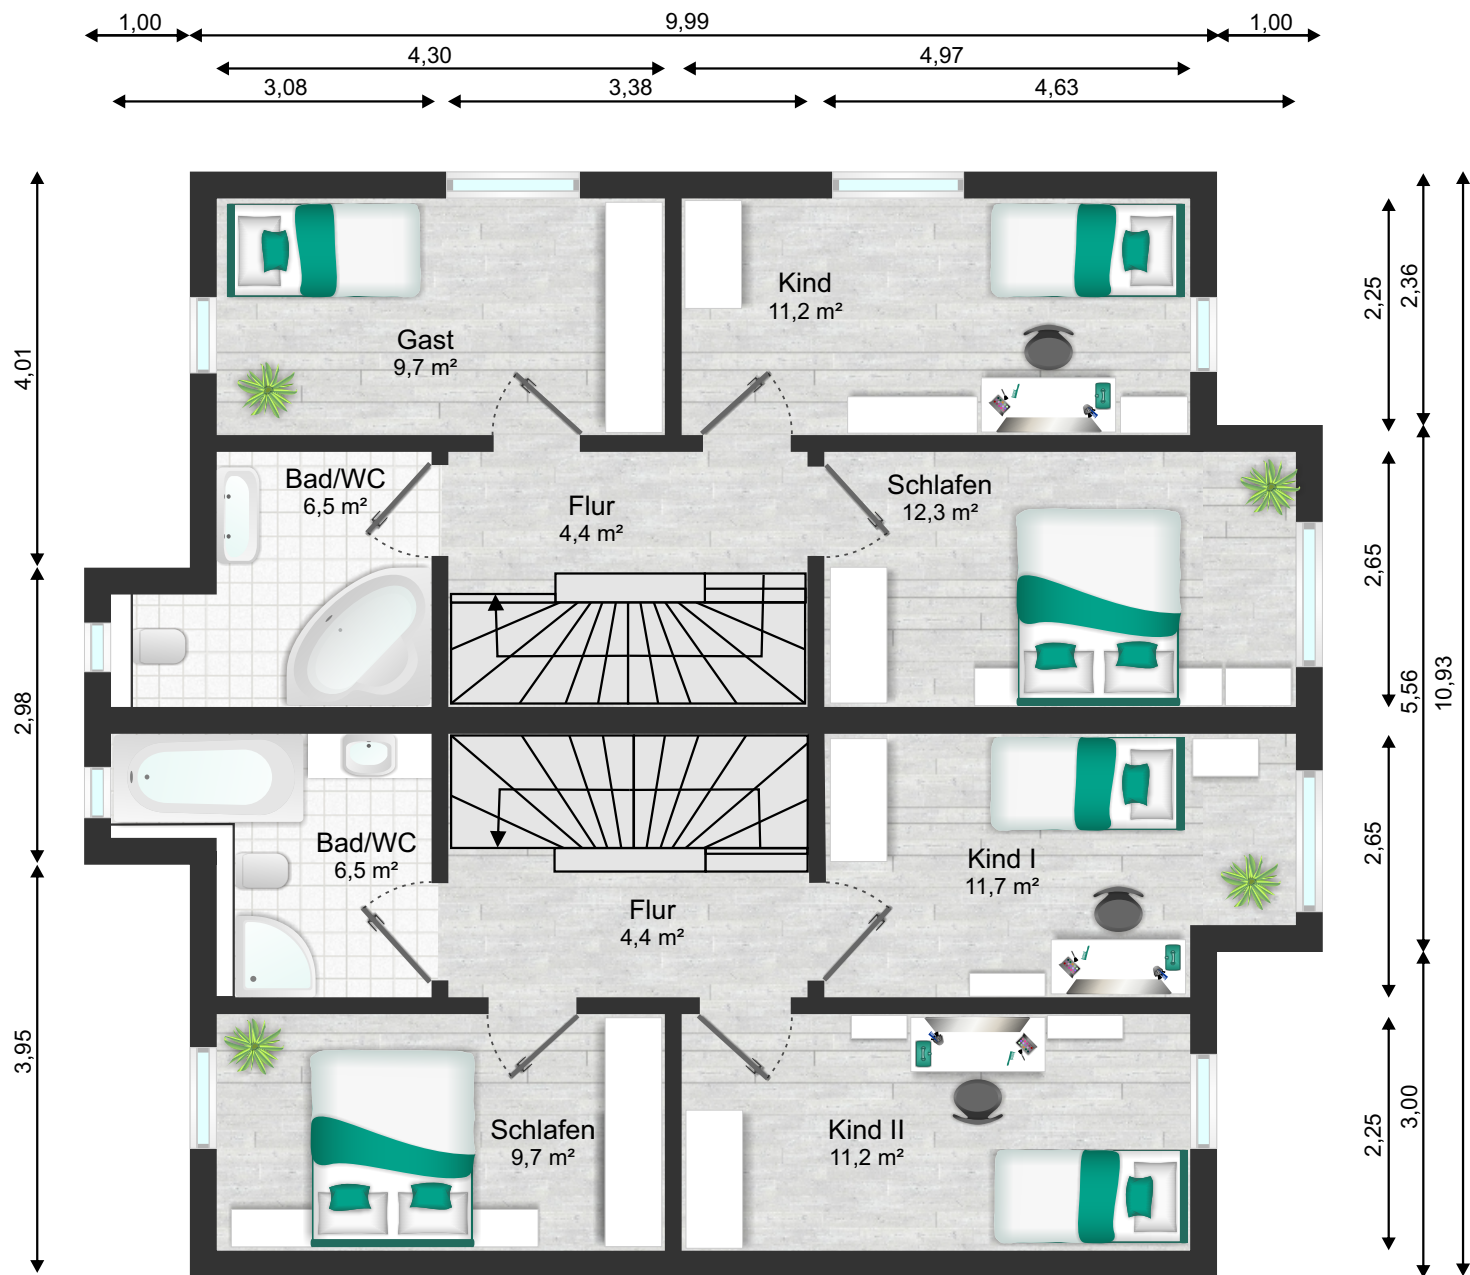 1,00
9,99
1,00
4,30
4,97
3,08
3,38
4,63
4,01
2,98
3,95
2,25
2,36
2,65
5,56
10,93
2,65
2,25
3,00
Kind
11,2 m²
Gast
9,7 m²
Bad/WC
6,5 m²
Flur
4,4 m²
Schlafen
12,3 m²
Bad/WC
6,5 m²
Kind I
11,7 m²
Flur
4,4 m²
Schlafen
9,7 m²
Kind II
11,2 m²